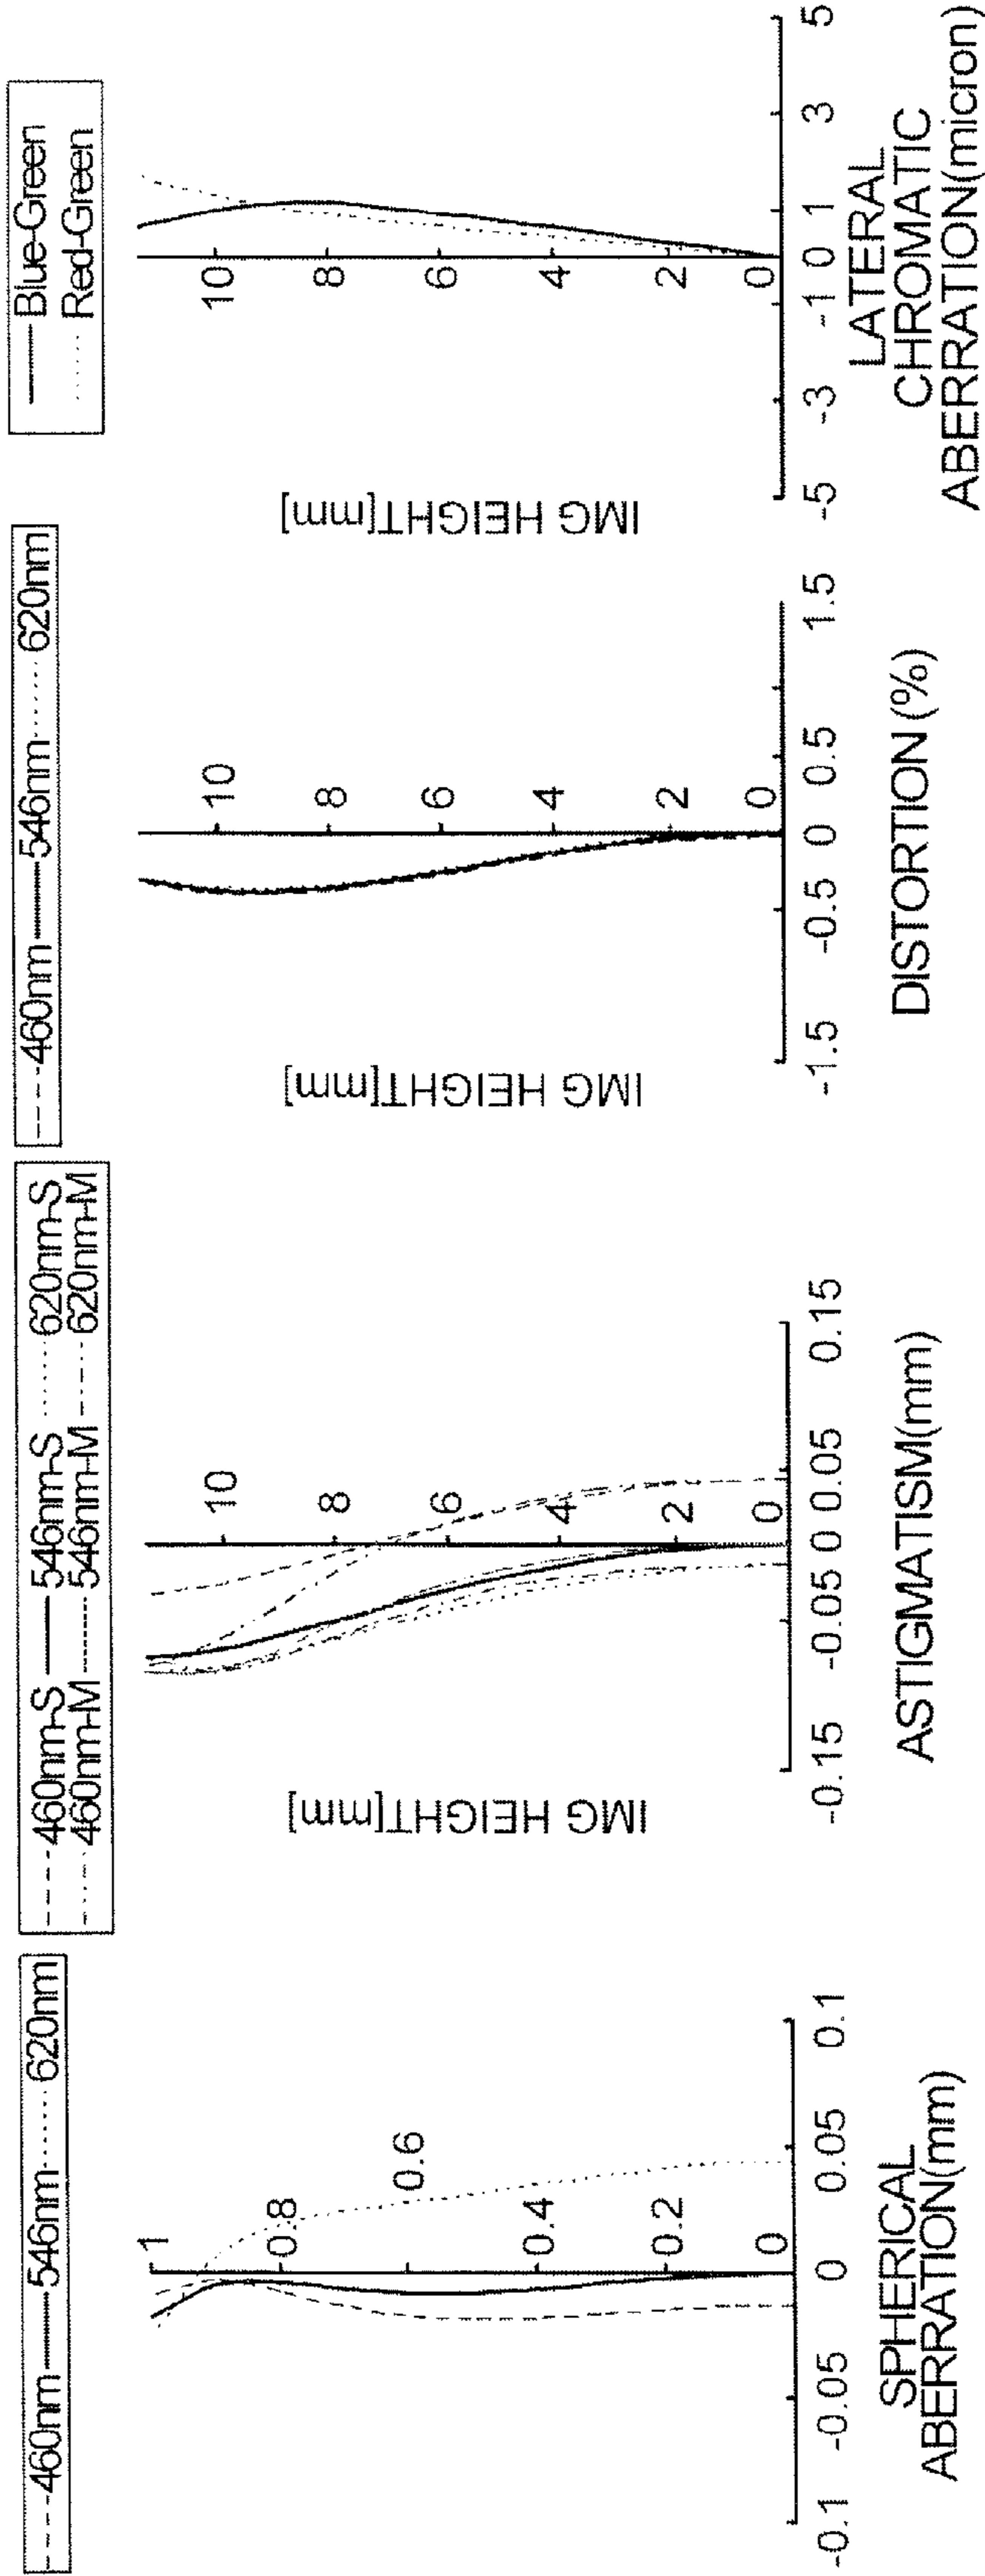 460nm 546nm 620nm
1
0.8
0.6
0.4
0.2
0
-0.1 -0.05 0 0.05 0.1
SPHERICAL
ABERRATION(mm)
460nm-S 546nm-S 620nm-S
460nm-M 546nm-M 620nm-M
IMG HEIGHT[mm]
10
8
6
4
2
0
-0.15 -0.05 0 0.05 0.15
ASTIGMATISM(mm)
460nm 546nm 620nm
IMG HEIGHT[mm]
10
8
6
4
2
0
-1.5 -0.5 0 0.5 1.5
DISTORTION (%)
Blue-Green
Red-Green
IMG HEIGHT[mm]
10
8
6
4
2
0
-5 -3 -1 0 1 3 5
LATERAL
CHROMATIC
ABERRATION(micron)